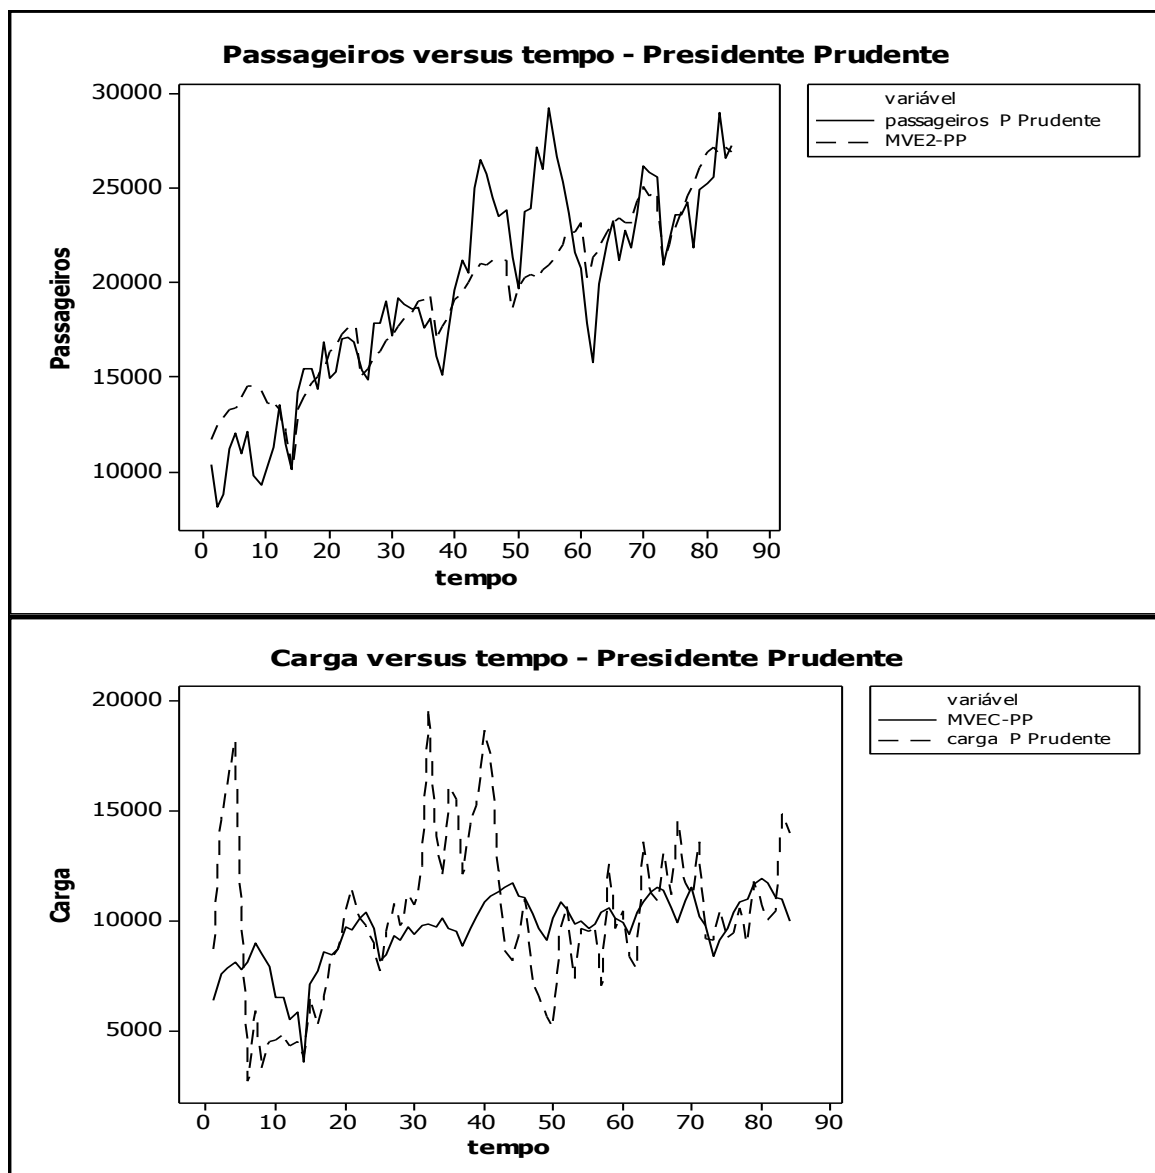 Passageiros versus tempo - Presidente Prudente
variável
passageiros P Prudente
MVE2-PP
30000
25000
20000
15000
10000
Passageiros
0 10 20 30 40 50 60 70 80 90
tempo
Carga versus tempo - Presidente Prudente
variável
MVEC-PP
carga P Prudente
20000
15000
10000
5000
Carga
0 10 20 30 40 50 60 70 80 90
tempo